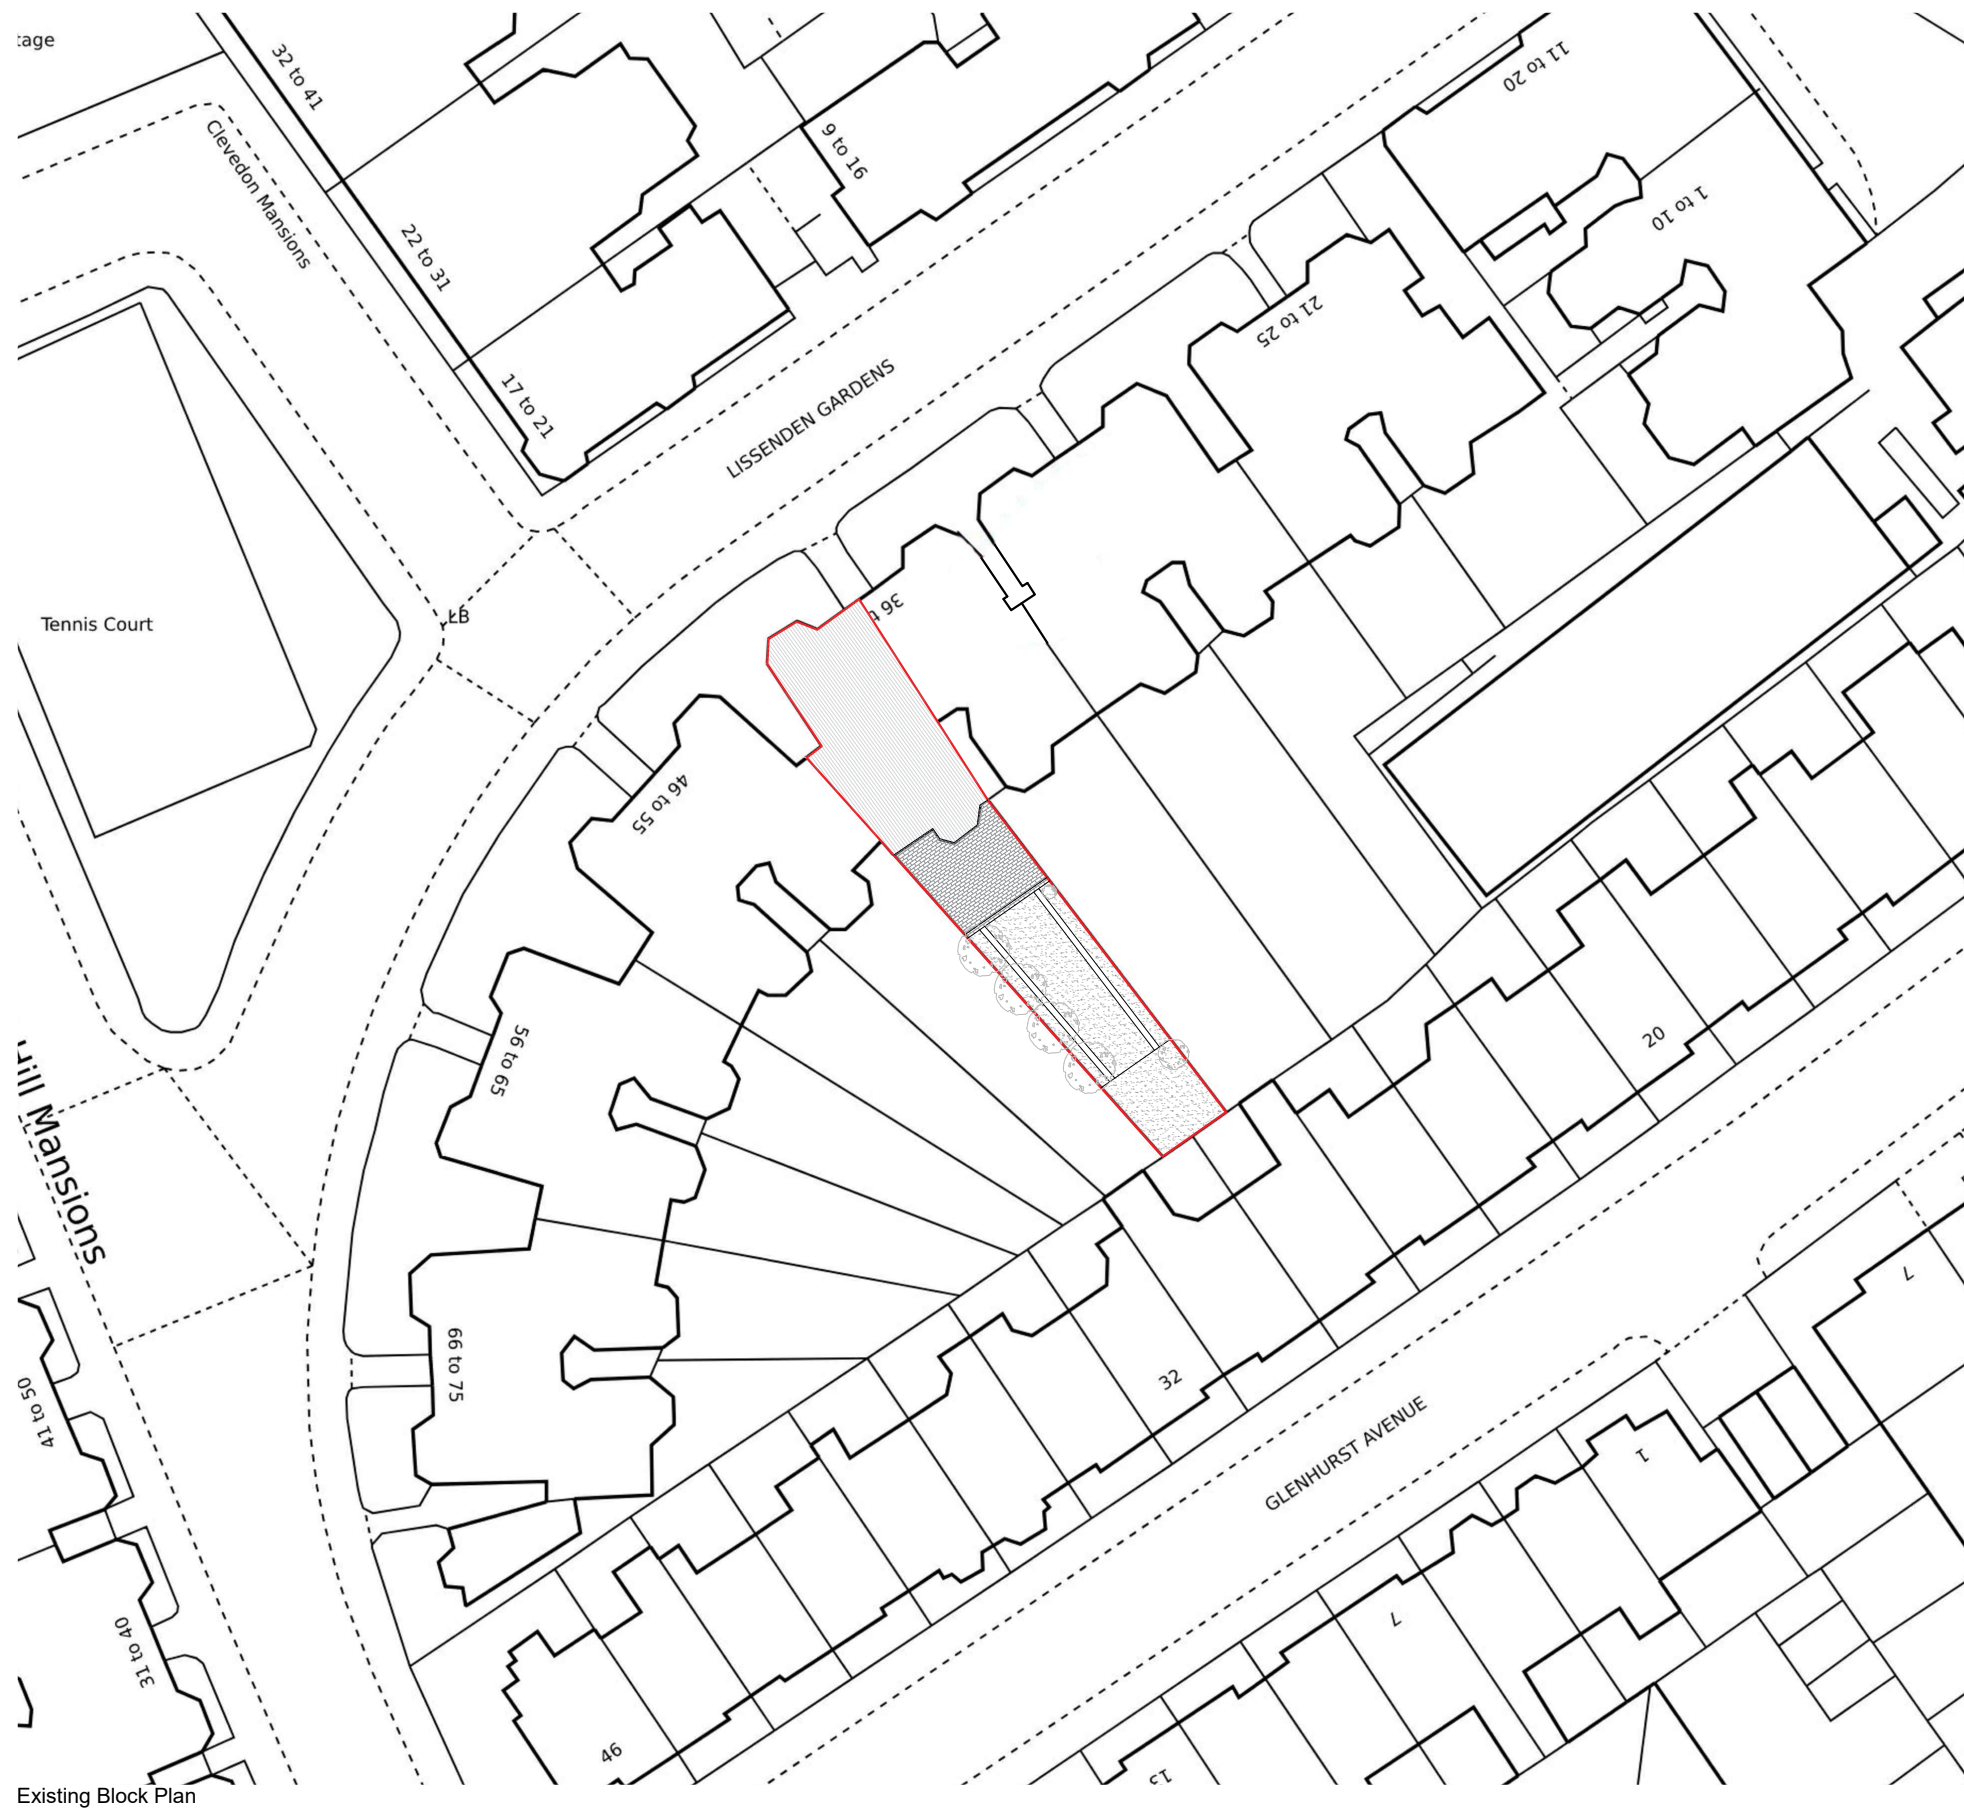 tage
32 to 41
Clevedon Mansions
22 to 31
17 to 21
9 to 16
11 to 20
1 to 10
21 to 25
LISSENDEN GARDENS
Tennis Court
36 t
46 to 55
56 to 65
66 to 75
Hill Mansions
41 to 50
31 to 40
20
32
46
GLENHURST AVENUE
1
7
7
13
Existing Block Plan